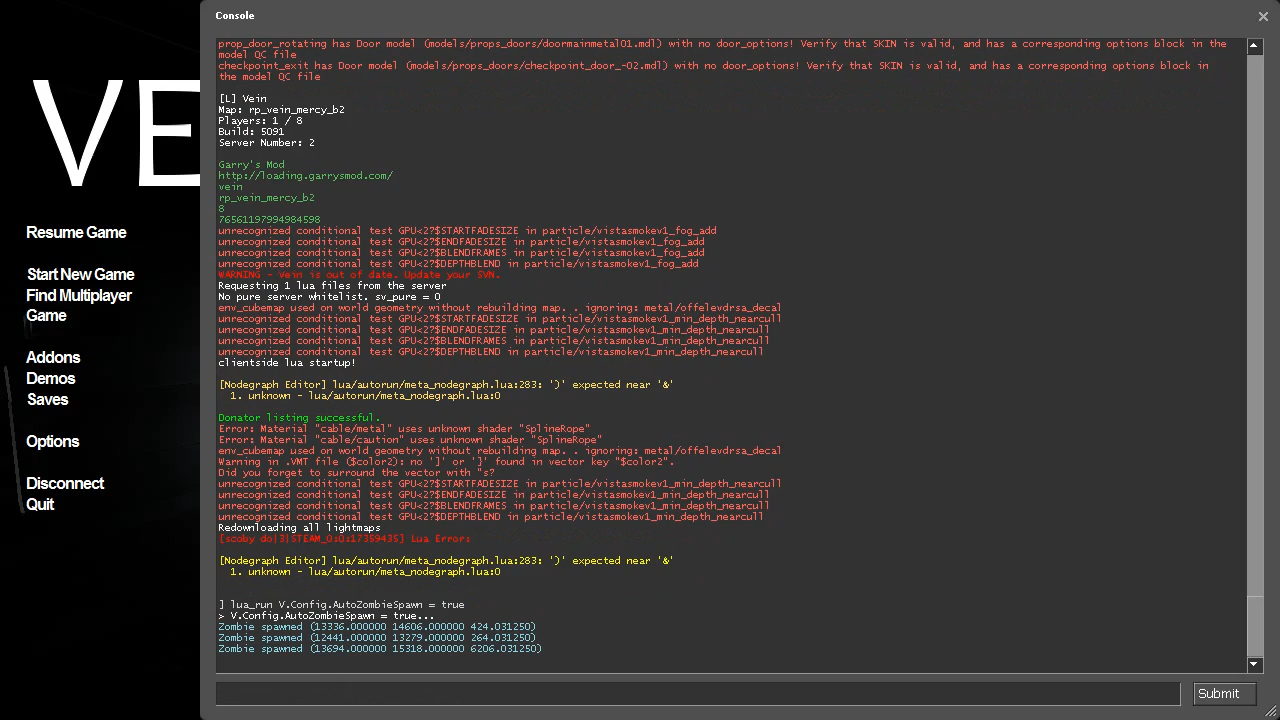 Console
VE
Resume Game
Start New Game
Find Multiplayer
Game
Addons
Demos
Saves
Options
Disconnect
Quit
prop_door_rotating has Door model (models/props_doors/doormainmetal01.mdl) with no door_options! Verify that SKIN is valid, and has a corresponding options block in the
model QC file
checkpoint_exit has Door model (models/props_doors/checkpoint_door_-02.mdl) with no door_options! Verify that SKIN is valid, and has a corresponding options block in
the model QC file
[L] Vein
Map: rp_vein_mercy_b2
Players: 1 / 8
Build: 5091
Server Number: 2
Garry's Mod
http://loading.garrysmod.com/
vein
rp_vein_mercy_b2
8
76561197994984598
unrecognized conditional test GPU<2?$STARTFADESIZE in particle/vistasmokev1_fog_add
unrecognized conditional test GPU<2?$ENDFADESIZE in particle/vistasmokev1_fog_add
unrecognized conditional test GPU<2?$BLENDFRAMES in particle/vistasmokev1_fog_add
unrecognized conditional test GPU<2?$DEPTHBLEND in particle/vistasmokev1_fog_add
WARNING - Vein is out of date. Update your SVN.
Requesting 1 lua files from the server
No pure server whitelist. sv_pure = 0
env_cubemap used on world geometry without rebuilding map. . ignoring: metal/offelevdrsa_decal
unrecognized conditional test GPU<2?$STARTFADESIZE in particle/vistasmokev1_min_depth_nearcull
unrecognized conditional test GPU<2?$ENDFADESIZE in particle/vistasmokev1_min_depth_nearcull
unrecognized conditional test GPU<2?$BLENDFRAMES in particle/vistasmokev1_min_depth_nearcull
unrecognized conditional test GPU<2?$DEPTHBLEND in particle/vistasmokev1_min_depth_nearcull
clientside lua startup!
[Nodegraph Editor] lua/autorun/meta_nodegraph.lua:283: ')' expected near '&'
1. unknown - lua/autorun/meta_nodegraph.lua:0
Donator listing successful.
Error: Material "cable/metal" uses unknown shader "SplineRope"
Error: Material "cable/caution" uses unknown shader "SplineRope"
env_cubemap used on world geometry without rebuilding map. . ignoring: metal/offelevdrsa_decal
Warning in .VMT file ($color2): no ']' or '}' found in vector key "$color2".
Did you forget to surround the vector with "s?
unrecognized conditional test GPU<2?$STARTFADESIZE in particle/vistasmokev1_min_depth_nearcull
unrecognized conditional test GPU<2?$ENDFADESIZE in particle/vistasmokev1_min_depth_nearcull
unrecognized conditional test GPU<2?$BLENDFRAMES in particle/vistasmokev1_min_depth_nearcull
unrecognized conditional test GPU<2?$DEPTHBLEND in particle/vistasmokev1_min_depth_nearcull
Redownloading all lightmaps
[scoby do|3|STEAM_0:0:17359435] Lua Error:
[Nodegraph Editor] lua/autorun/meta_nodegraph.lua:283: ')' expected near '&'
1. unknown - lua/autorun/meta_nodegraph.lua:0
] lua_run V.Config.AutoZombieSpawn = true
> V.Config.AutoZombieSpawn = true...
Zombie spawned (13336.000000 14606.000000 424.031250)
Zombie spawned (12441.000000 13279.000000 264.031250)
Zombie spawned (13694.000000 15318.000000 6206.031250)
Submit